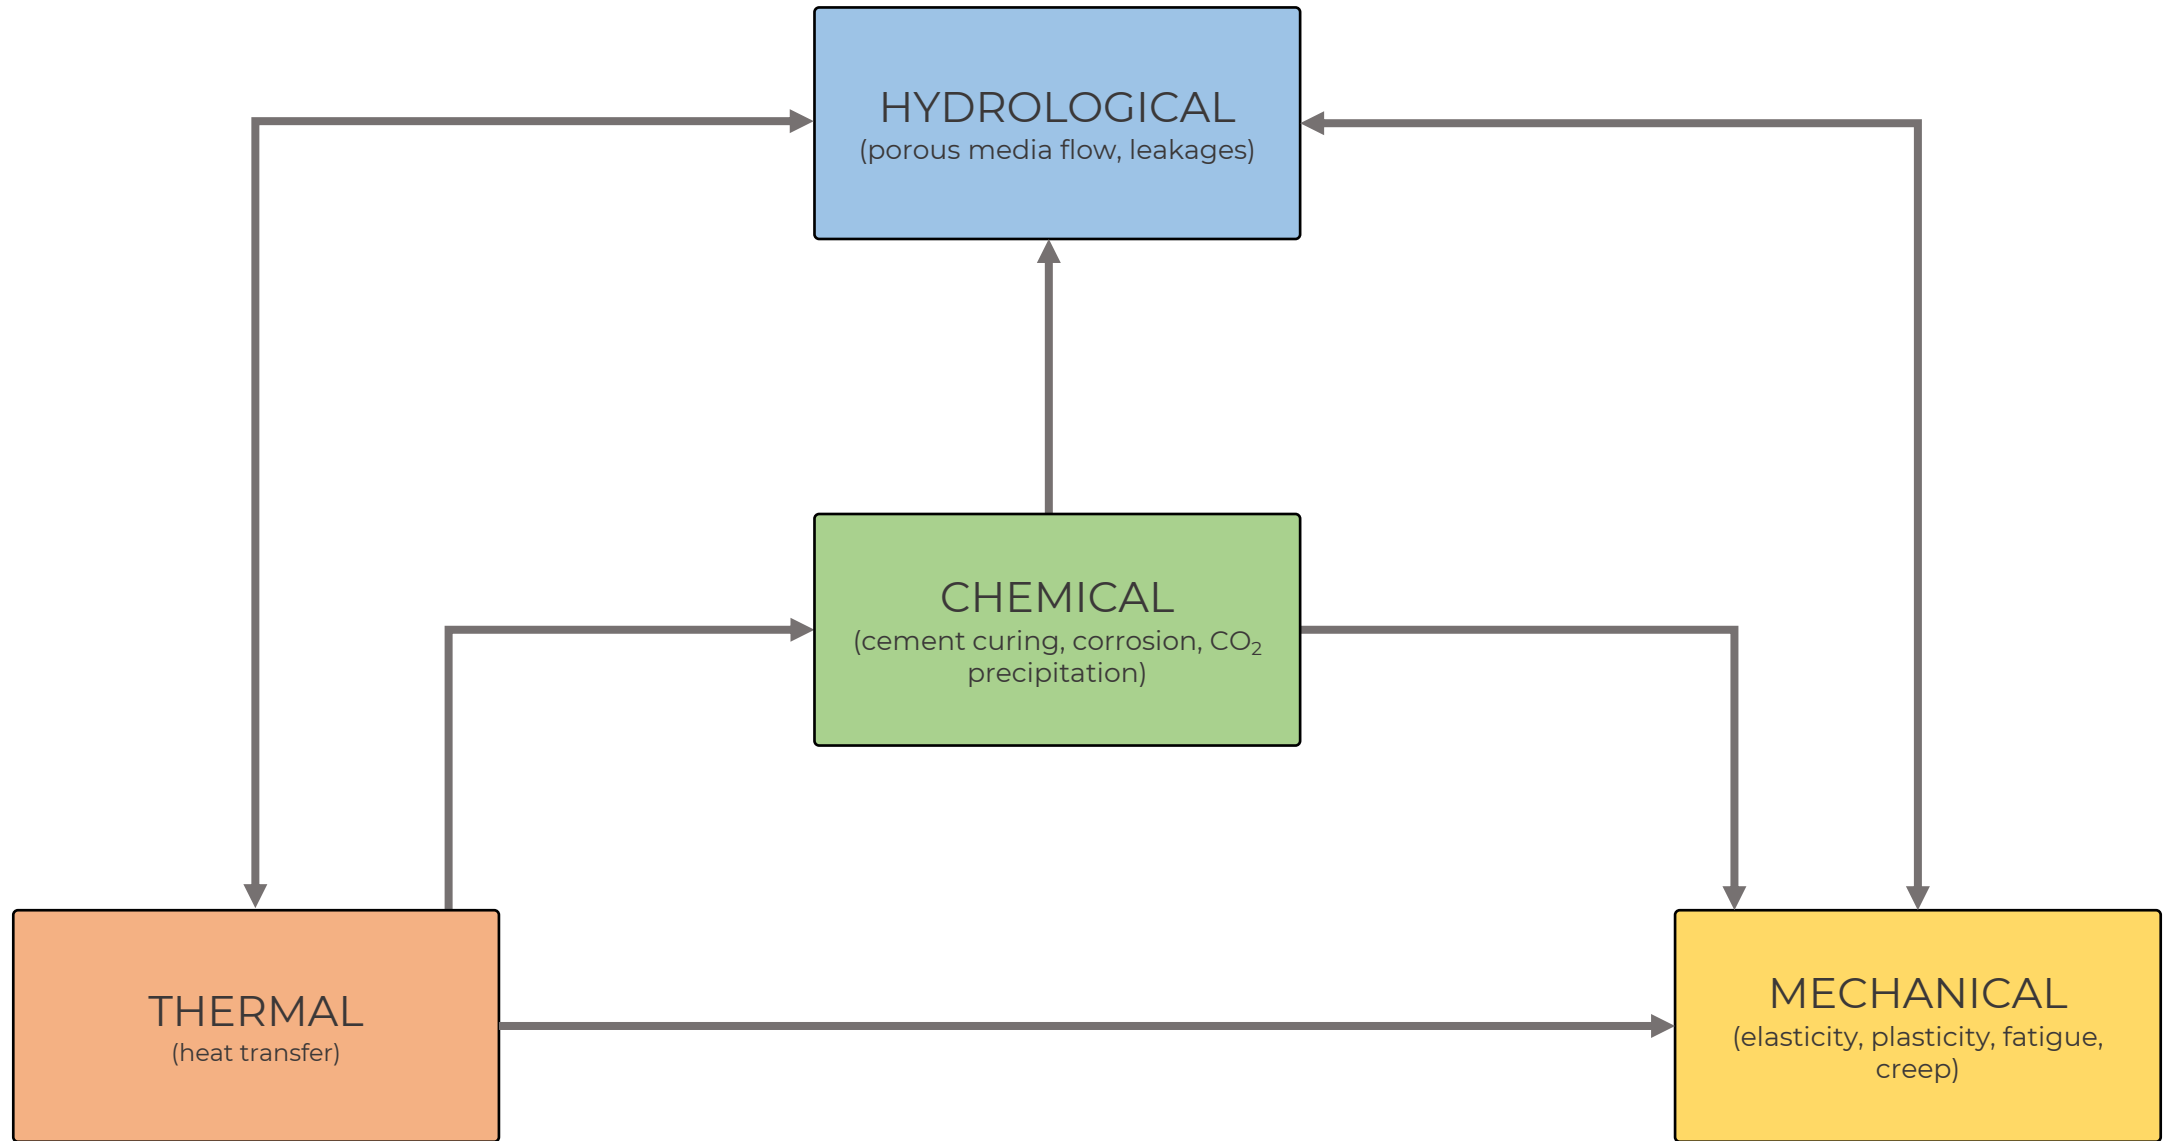 HYDROLOGICAL
(porous media flow, leakages)
CHEMICAL
(cement curing, corrosion, CO₂
precipitation)
THERMAL
(heat transfer)
MECHANICAL
(elasticity, plasticity, fatigue,
creep)